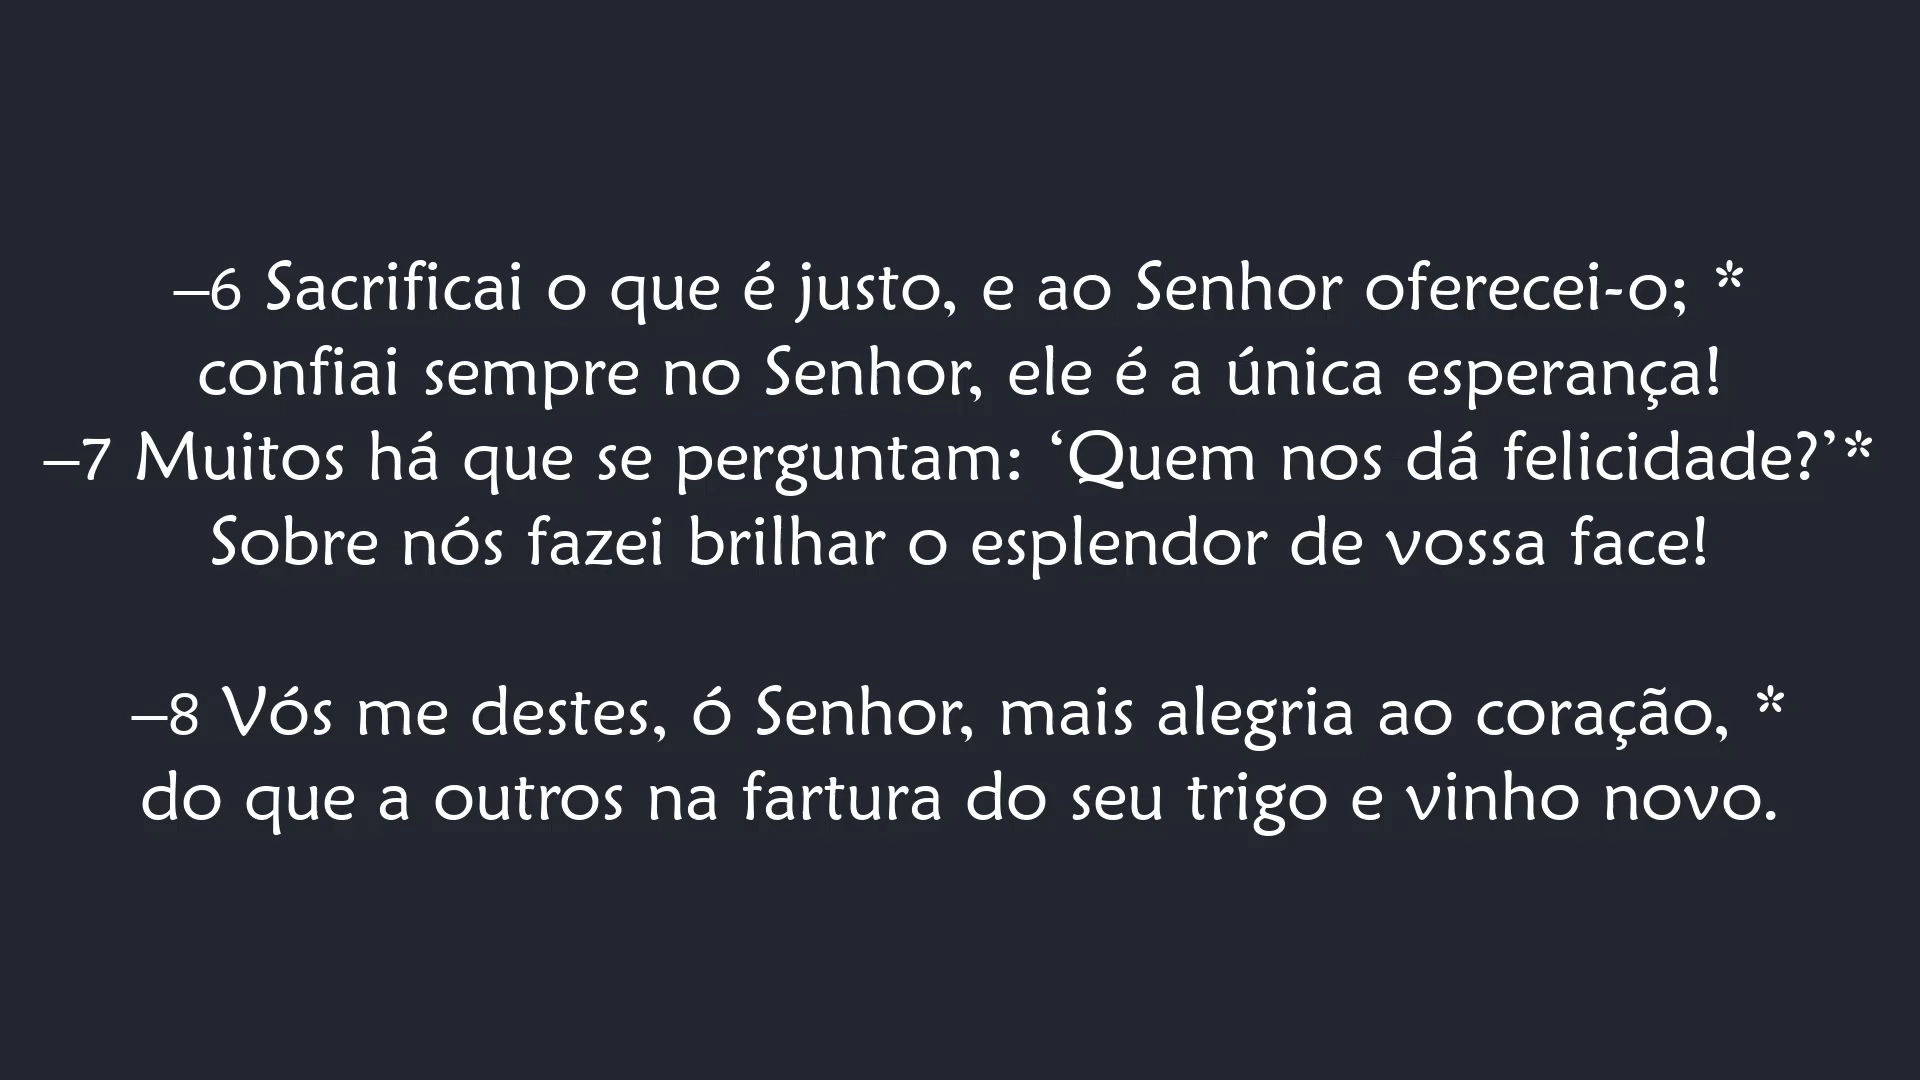 –6 Sacrificai o que é justo, e ao Senhor oferecei-o; *
confiai sempre no Senhor, ele é a única esperança!
–7 Muitos há que se perguntam: ‘Quem nos dá felicidade?’*
Sobre nós fazei brilhar o esplendor de vossa face!
–8 Vós me destes, ó Senhor, mais alegria ao coração, *
do que a outros na fartura do seu trigo e vinho novo.